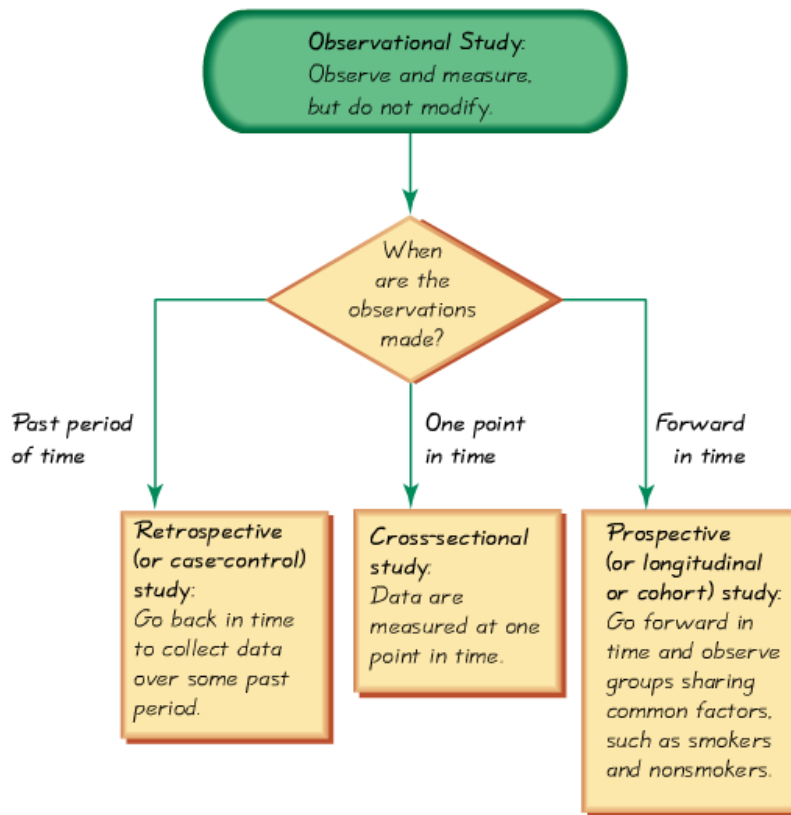 Observational Study:
Observe and measure,
but do not modify.
When
are the
observations
made?
Past period
of time
One point
in time
Forward
in time
Retrospective
(or case-control)
study:
Go back in time
to collect data
over some past
period.
Cross-sectional
study:
Data are
measured at one
point in time.
Prospective
(or longitudinal
or cohort) study:
Go forward in
time and observe
groups sharing
common factors,
such as smokers
and nonsmokers.